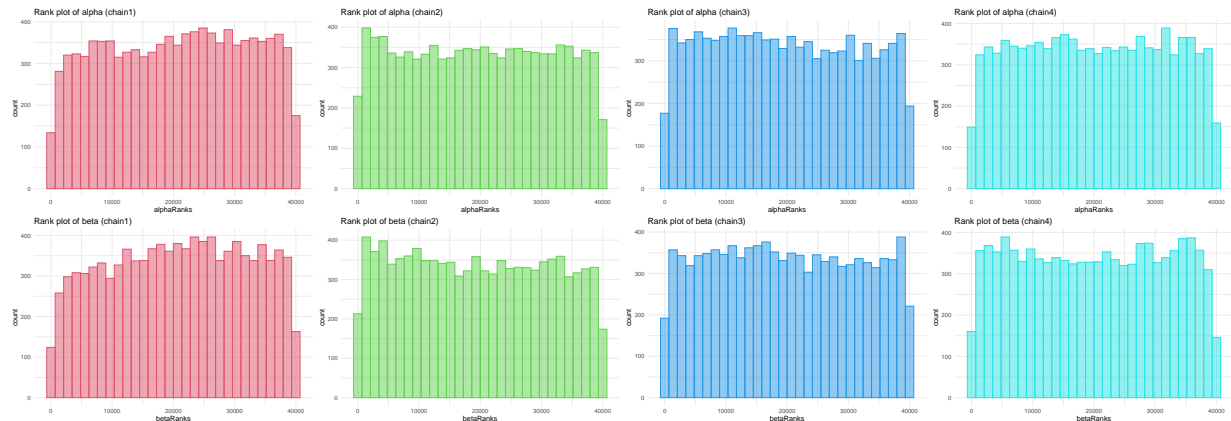 Rank plot of alpha (chain1)
400
300
200
100
0
count
0 10000 20000 30000 40000
alphaRanks
Rank plot of alpha (chain2)
400
300
200
100
0
count
0 10000 20000 30000 40000
alphaRanks
Rank plot of alpha (chain3)
300
200
100
0
count
0 10000 20000 30000 40000
alphaRanks
Rank plot of alpha (chain4)
400
300
200
100
0
count
0 10000 20000 30000 40000
alphaRanks
Rank plot of beta (chain1)
400
300
200
100
0
count
0 10000 20000 30000 40000
betaRanks
Rank plot of beta (chain2)
400
300
200
100
0
count
0 10000 20000 30000 40000
betaRanks
Rank plot of beta (chain3)
400
300
200
100
0
count
0 10000 20000 30000 40000
betaRanks
Rank plot of beta (chain4)
400
300
200
100
0
count
0 10000 20000 30000 40000
betaRanks